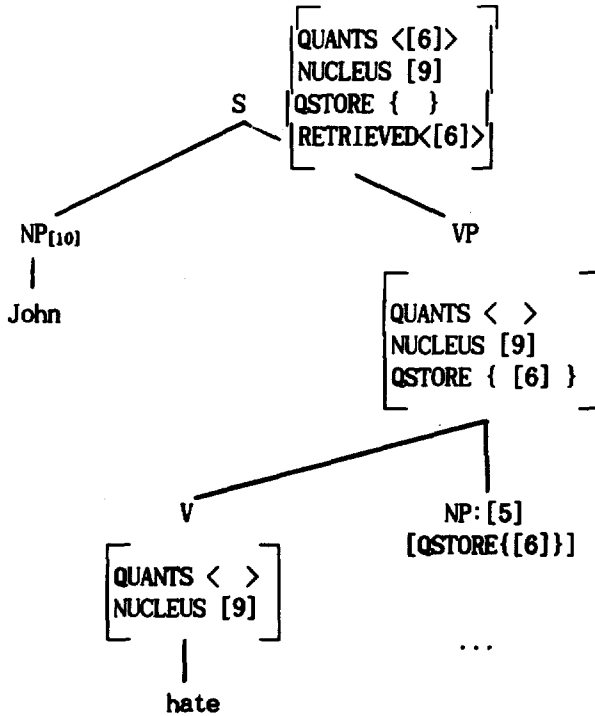 QUANTS <[6]>
NUCLEUS [9]
S
QSTORE { }
RETRIEVED<[6]>
NP[10]
VP
John
QUANTS < >
NUCLEUS [9]
QSTORE { [6] }
V
NP:[5]
[QSTORE{[6]}]
QUANTS < >
NUCLEUS [9]
...
hate